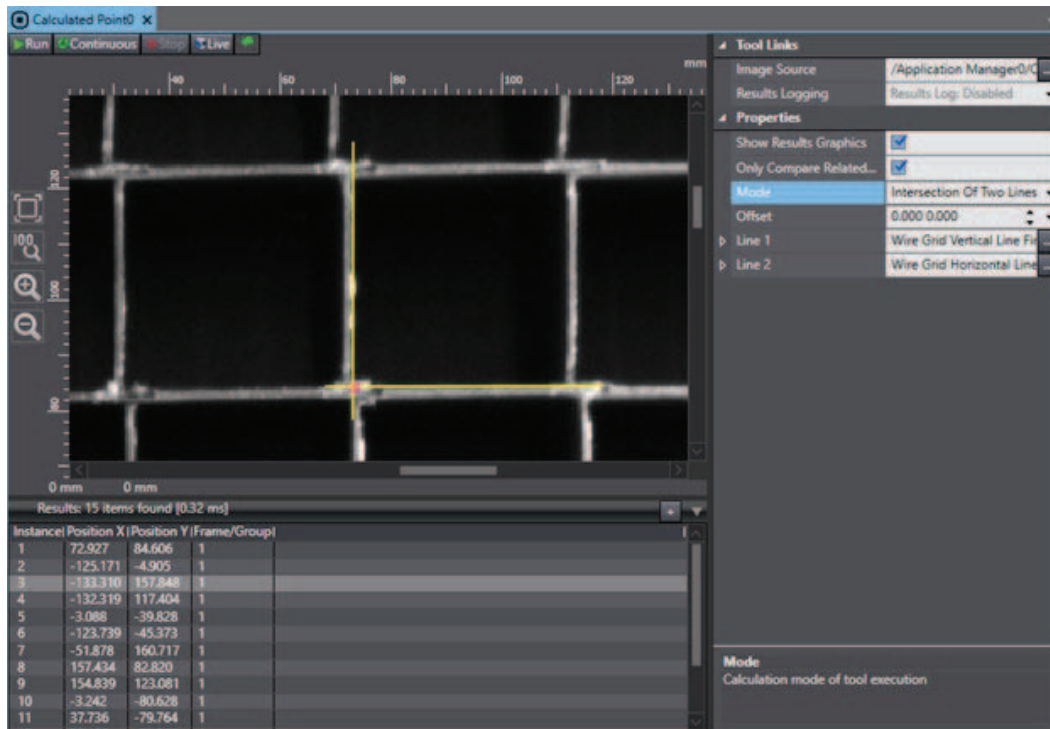 Calculated Point0 X
Run Continuous Stop Live
mm
40 60 80 100 120
120
100
80
0 mm 0 mm
Results: 15 items found [0.32 ms]
Instance Position X Position Y Frame/Group
1 72.927 84.606 1
2 -125.171 -4.905 1
3 -133.310 157.848 1
4 -132.319 117.404 1
5 -3.088 -39.828 1
6 -123.739 -45.373 1
7 -51.878 160.717 1
8 157.434 82.820 1
9 154.839 123.081 1
10 -3.242 -80.628 1
11 37.736 -79.764 1
Tool Links
Image Source /Application Manager0/C ...
Results Logging Results Log: Disabled
Properties
Show Results Graphics
Only Compare Related...
Mode Intersection Of Two Lines
Offset 0.000 0.000
Line 1 Wire Grid Vertical Line Fir ...
Line 2 Wire Grid Horizontal Line ...
Mode
Calculation mode of tool execution
100